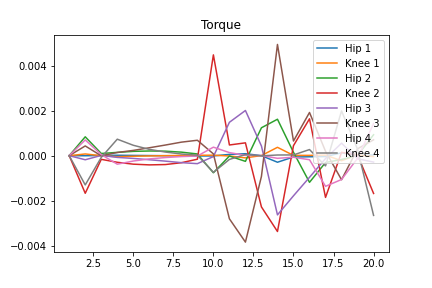 Torque
0.004
0.002
0.000
−0.002
−0.004
2.5
5.0
7.5
10.0
12.5
15.0
17.5
20.0
Hip 1
Knee 1
Hip 2
Knee 2
Hip 3
Knee 3
Hip 4
Knee 4